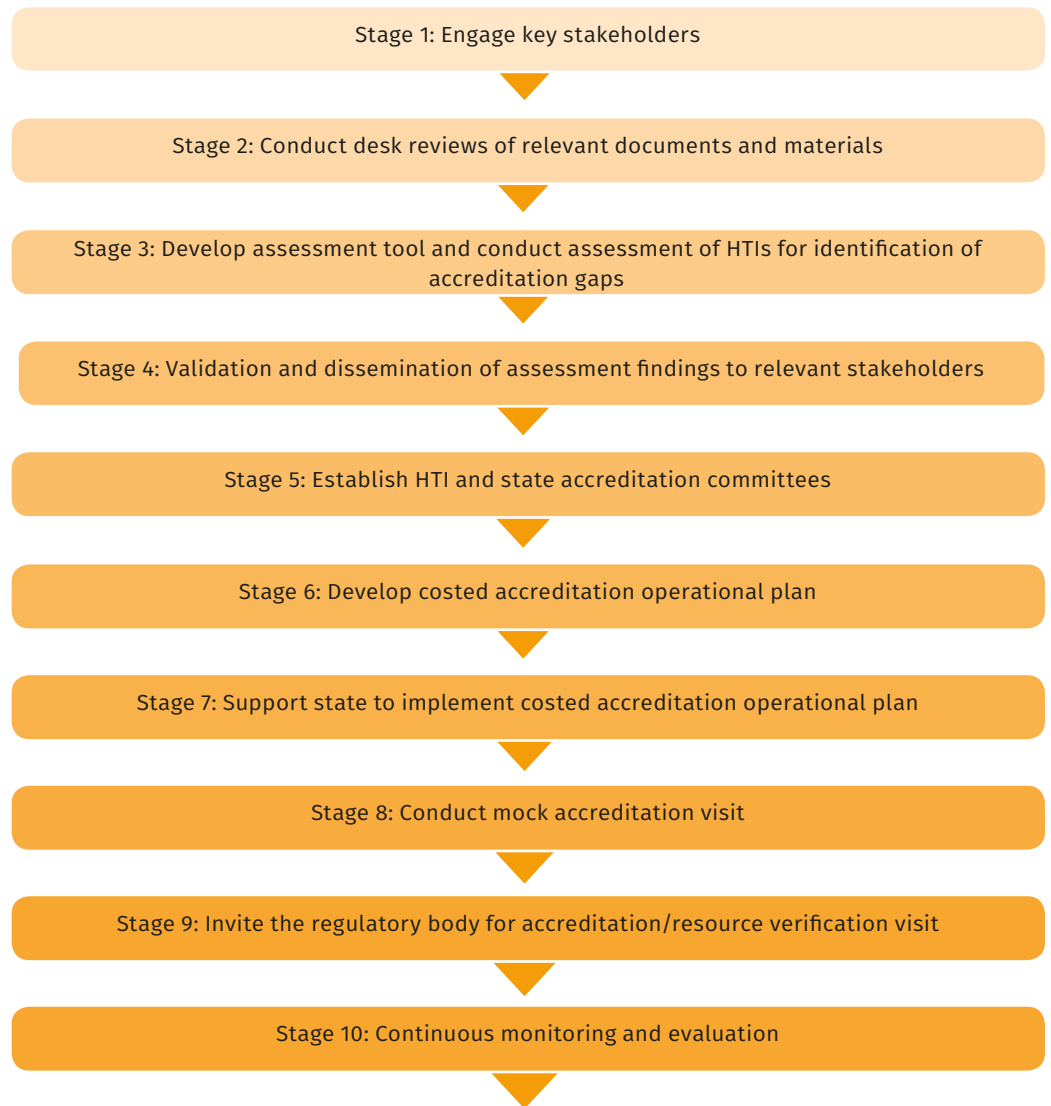 Stage 1: Engage key stakeholders
Stage 2: Conduct desk reviews of relevant documents and materials
Stage 3: Develop assessment tool and conduct assessment of HTIs for identification of
accreditation gaps
Stage 4: Validation and dissemination of assessment findings to relevant stakeholders
Stage 5: Establish HTI and state accreditation committees
Stage 6: Develop costed accreditation operational plan
Stage 7: Support state to implement costed accreditation operational plan
Stage 8: Conduct mock accreditation visit
Stage 9: Invite the regulatory body for accreditation/resource verification visit
Stage 10: Continuous monitoring and evaluation